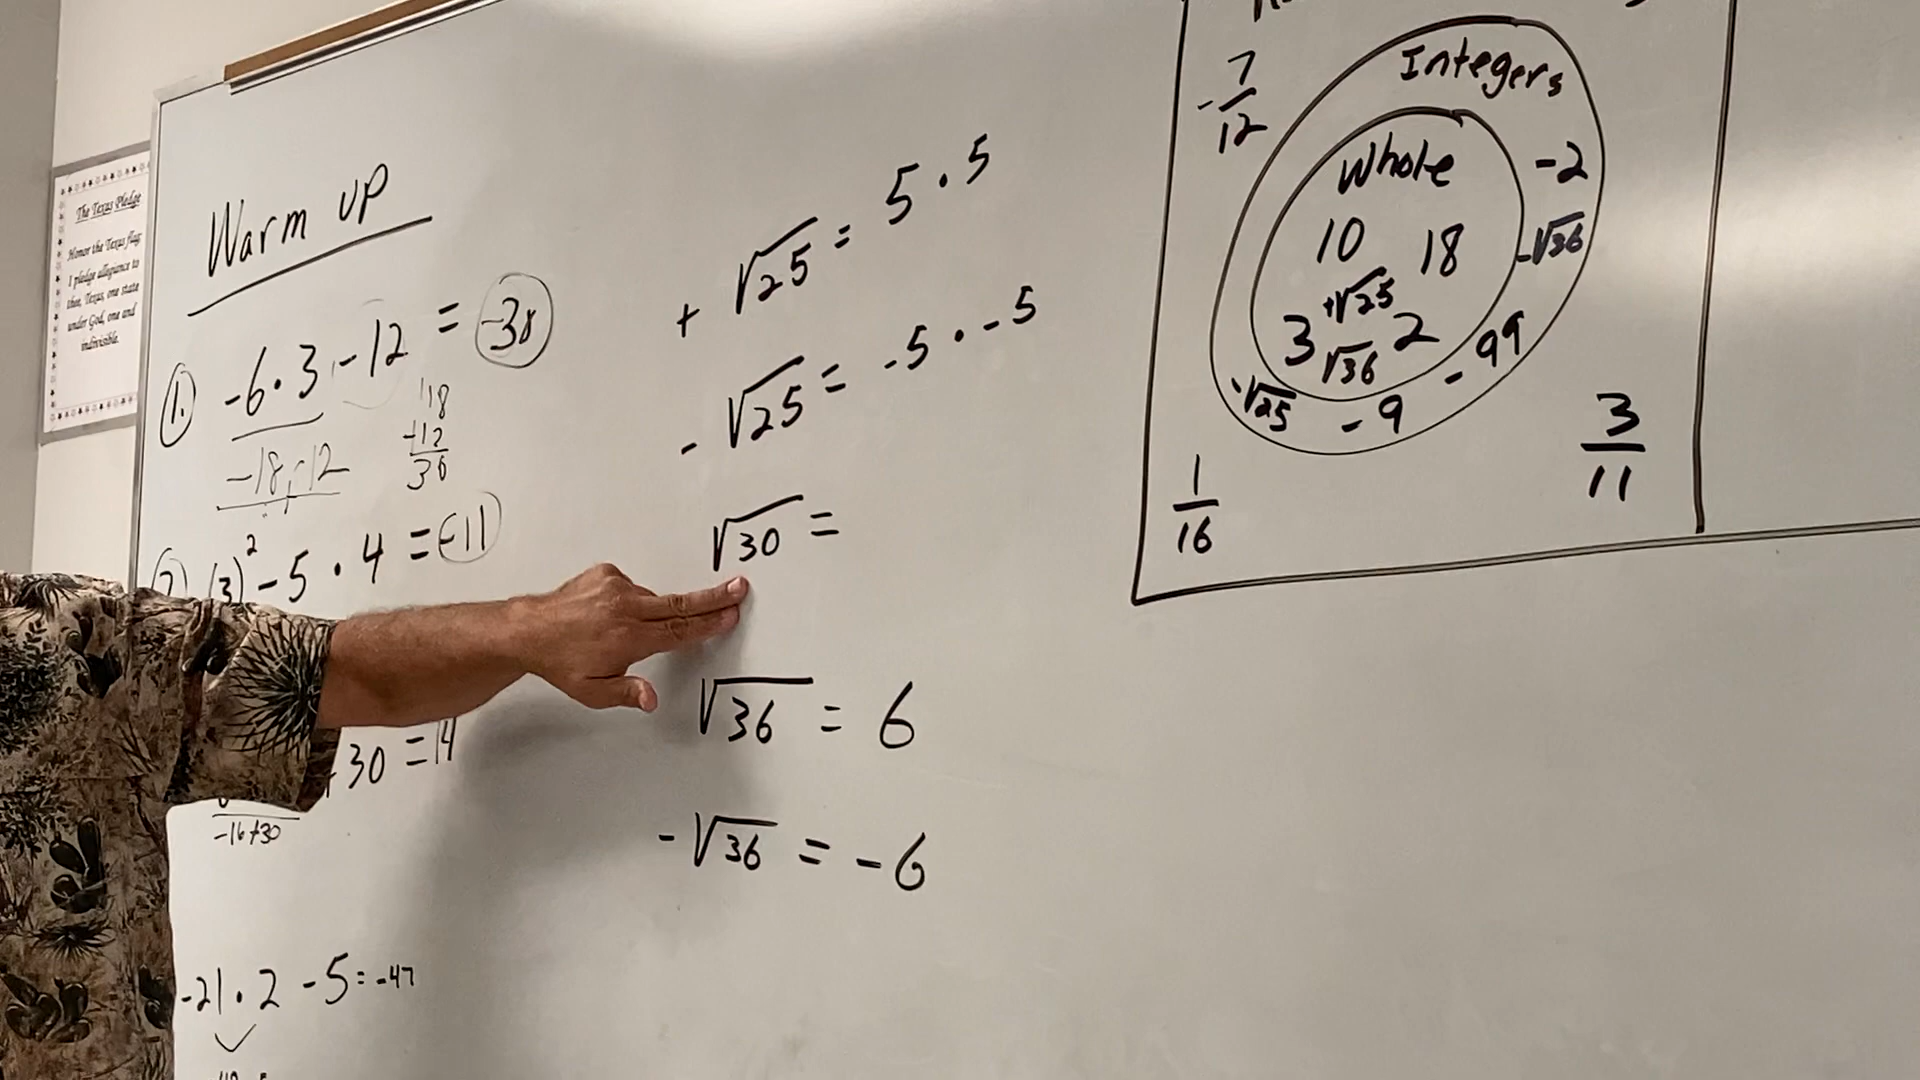 The Texas Pledge
Honor the Texas flag;
I pledge allegiance to
thee, Texas, one state
under God, one and
indivisible.
Warm up
1. -6·3 - 12 = -38
-18 - 12
18
+12
30
(3)² - 5 · 4 = -11
+30 = 14
-16+30
-21 · 2 - 5 = -47
+ √25 = 5 · 5
- √25 = -5 · -5
√30 =
√36 = 6
- √36 = - 6
Integers
Whole
10 18
+√25
3 √36 2
-2
-√36
-99
-9
-√25
-7/12
1/16
3/11